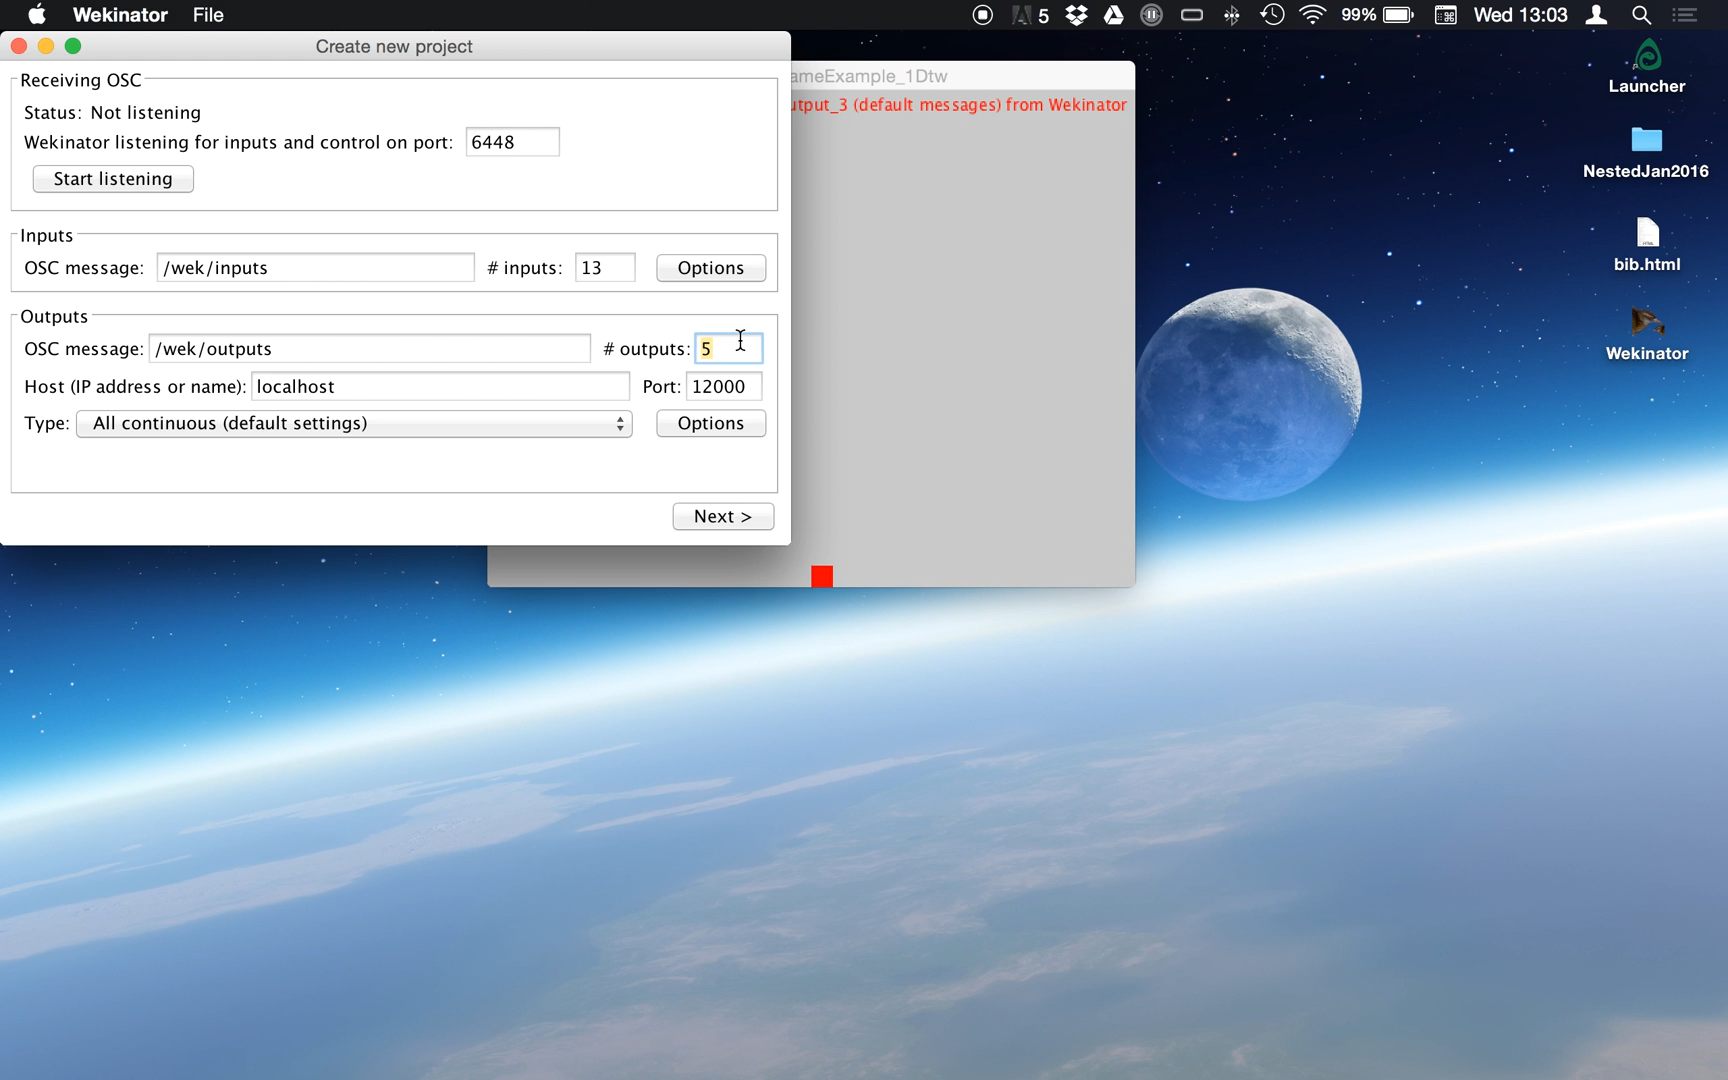 Wekinator File 5 99% Wed 13:03
Create new project
Receiving OSC
Status: Not listening
Wekinator listening for inputs and control on port: 6448
Start listening
Inputs
OSC message: /wek/inputs # inputs: 13 Options
Outputs
OSC message: /wek/outputs # outputs: 5
Host (IP address or name): localhost Port: 12000
Type: All continuous (default settings) Options
Next >
ameExample_1Dtw
utput_3 (default messages) from Wekinator
Launcher
NestedJan2016
HTML
bib.html
Wekinator